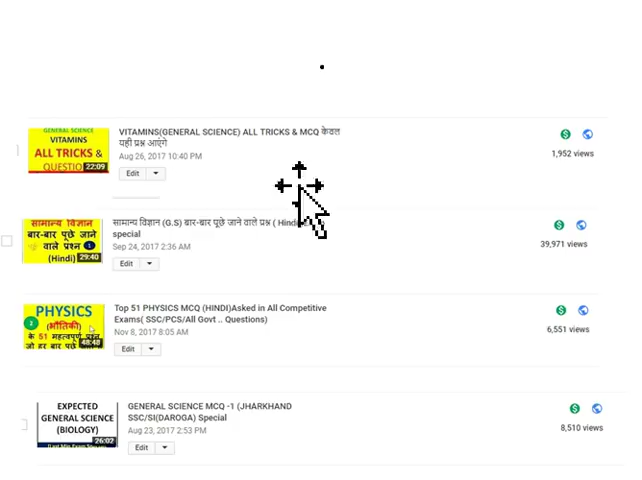 GENERAL SCIENCE
VITAMINS
ALL TRICKS &
QUESTIO
22:09
VITAMINS(GENERAL SCIENCE) ALL TRICKS & MCQ केवल
यही प्रश्न आएंगे
Aug 26, 2017 10:40 PM
Edit
1,952 views
सामान्य विज्ञान
बार-बार पूछे जाने
वाले प्रश्न 1
(Hindi)
29:40
सामान्य विज्ञान (G.S) बार-बार पूछे जाने वाले प्रश्न ( Hindi
special
Sep 24, 2017 2:36 AM
Edit
39,971 views
PHYSICS
2 (भौतिकी)
के 51 महत्वपूर्ण प्रश्न
जो हर बार पूछे
48:48
Top 51 PHYSICS MCQ (HINDI)Asked in All Competitive
Exams( SSC/PCS/All Govt .. Questions)
Nov 8, 2017 8:05 AM
Edit
6,551 views
EXPECTED
GENERAL SCIENCE
(BIOLOGY)
26:02
GENERAL SCIENCE MCQ -1 (JHARKHAND
SSC/SI(DAROGA) Special
Aug 23, 2017 2:53 PM
Edit
8,510 views